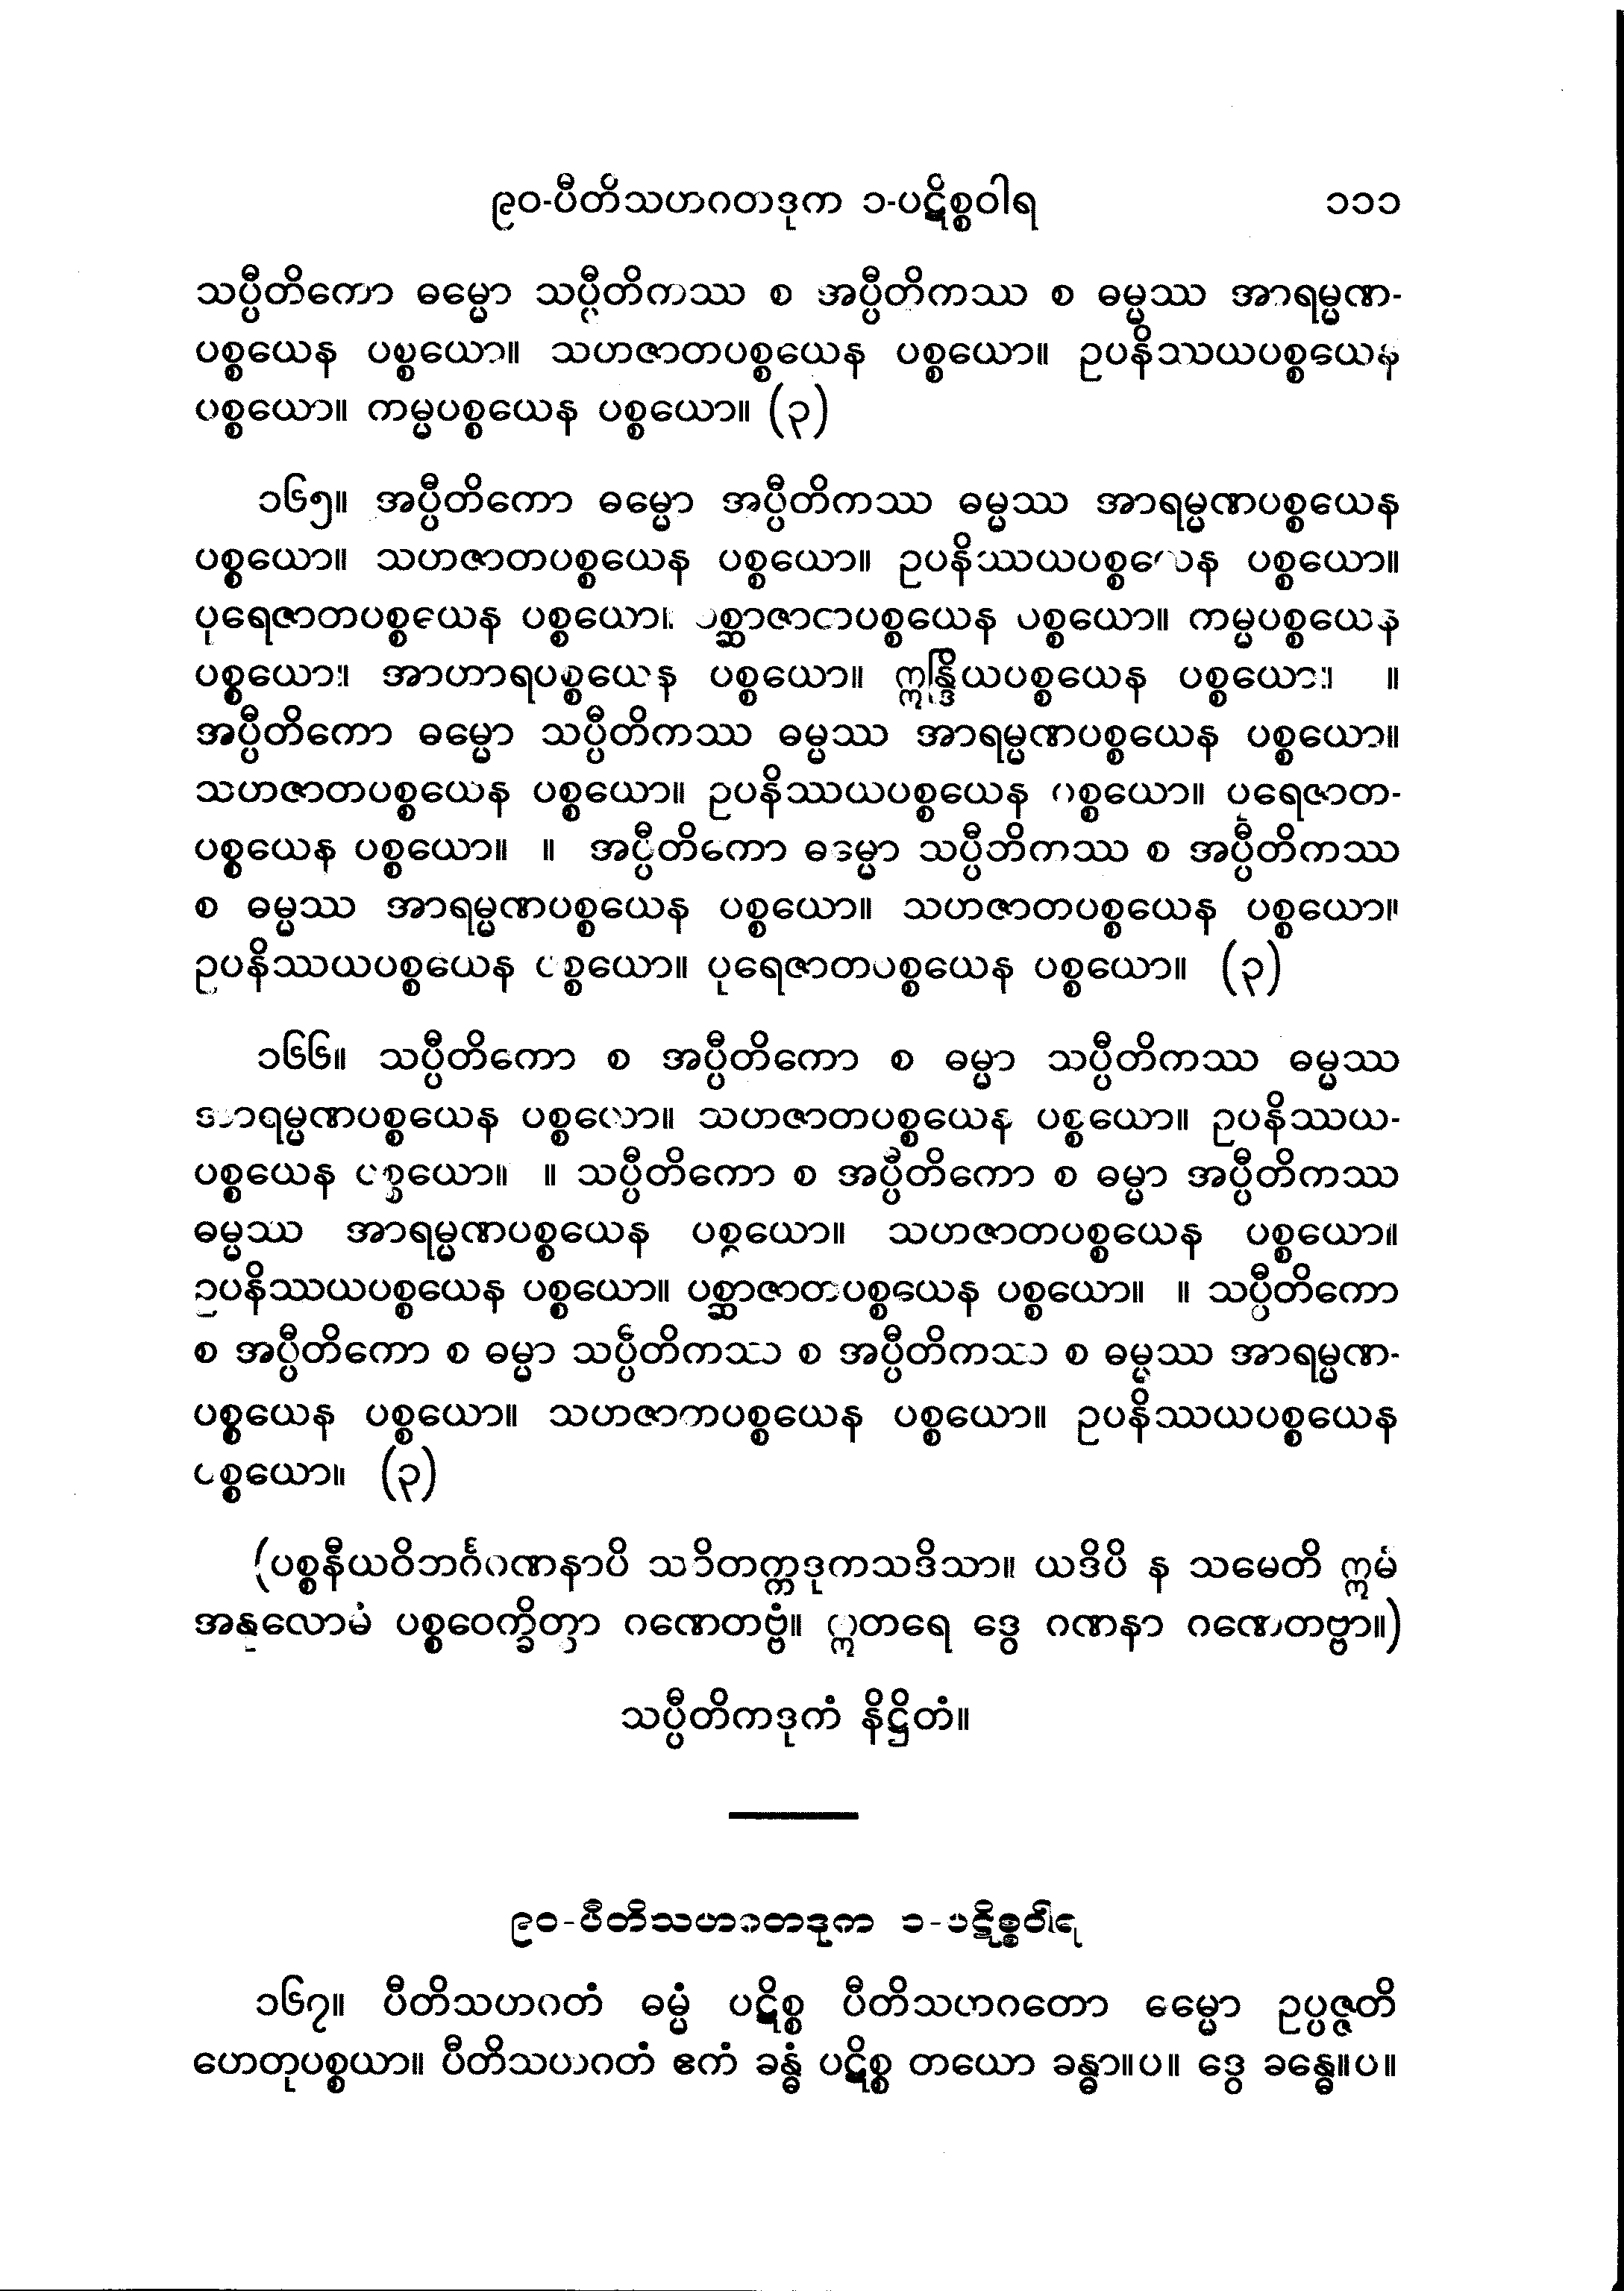 ၉၀-ပီတိသဟဂတဒုက ၁-ပဋိစ္စဝါရ ၁၁၁
သပ္ပီတိကော ဓမ္မော သပ္ပီတိကဿ စ အပ္ပီတိကဿ စ ဓမ္မဿ အာရမ္မဏ-
ပစ္စယေန ပစ္စယော။ သဟဇာတပစ္စယေန ပစ္စယော။ ဥပနိဿယပစ္စယေန
ပစ္စယော။ ကမ္မပစ္စယေန ပစ္စယော။ (၃)
၁၆၅။ အပ္ပီတိကော ဓမ္မော အပ္ပီတိကဿ ဓမ္မဿ အာရမ္မဏပစ္စယေန
ပစ္စယော။ သဟဇာတပစ္စယေန ပစ္စယော။ ဥပနိဿယပစ္စယေန ပစ္စယော။
ပုရေဇာတပစ္စယေန ပစ္စယော။ ပစ္ဆာဇာတပစ္စယေန ပစ္စယော။ ကမ္မပစ္စယေန
ပစ္စယော။ အာဟာရပစ္စယေန ပစ္စယော။ ဣန္ဒြိယပစ္စယေန ပစ္စယော။ ။
အပ္ပီတိကော ဓမ္မော သပ္ပီတိကဿ ဓမ္မဿ အာရမ္မဏပစ္စယေန ပစ္စယော။
သဟဇာတပစ္စယေန ပစ္စယော။ ဥပနိဿယပစ္စယေန ပစ္စယော။ ပုရေဇာတ-
ပစ္စယေန ပစ္စယော။ ။ အပ္ပီတိကော ဓမ္မော သပ္ပီတိကဿ စ အပ္ပီတိကဿ
စ ဓမ္မဿ အာရမ္မဏပစ္စယေန ပစ္စယော။ သဟဇာတပစ္စယေန ပစ္စယော။
ဥပနိဿယပစ္စယေန ပစ္စယော။ ပုရေဇာတပစ္စယေန ပစ္စယော။ (၃)
၁၆၆။ သပ္ပီတိကော စ အပ္ပီတိကော စ ဓမ္မာ သပ္ပီတိကဿ ဓမ္မဿ
အာရမ္မဏပစ္စယေန ပစ္စယော။ သဟဇာတပစ္စယေန ပစ္စယော။ ဥပနိဿယ-
ပစ္စယေန ပစ္စယော။ ။ သပ္ပီတိကော စ အပ္ပီတိကော စ ဓမ္မာ အပ္ပီတိကဿ
ဓမ္မဿ အာရမ္မဏပစ္စယေန ပစ္စယော။ သဟဇာတပစ္စယေန ပစ္စယော။
ဥပနိဿယပစ္စယေန ပစ္စယော။ ပစ္ဆာဇာတပစ္စယေန ပစ္စယော။ ။ သပ္ပီတိကော
စ အပ္ပီတိကော စ ဓမ္မာ သပ္ပီတိကဿ စ အပ္ပီတိကဿ စ ဓမ္မဿ အာရမ္မဏ-
ပစ္စယေန ပစ္စယော။ သဟဇာတပစ္စယေန ပစ္စယော။ ဥပနိဿယပစ္စယေန
ပစ္စယော။ (၃)
(ပစ္စနီယဝိဘင်္ဂဂဏနာပိ သဝိတက္ကဒုကသဒိသာ။ ယဒိပိ န သမေတိ ဣမံ
အနုလောမံ ပစ္စဝေက္ခိတွာ ဂဏေတဗ္ဗံ။ ဣတရေ ဒွေ ဂဏနာ ဂဏေတဗ္ဗာ။)
သပ္ပီတိကဒုကံ နိဋ္ဌိတံ။
၉၀-ပီတိသဟဂတဒုက ၁-ပဋိစ္စဝါရ
၁၆၇။ ပီတိသဟဂတံ ဓမ္မံ ပဋိစ္စ ပီတိသဟဂတော ဓမ္မော ဥပ္ပဇ္ဇတိ
ဟေတုပစ္စယာ။ ပီတိသဟဂတံ ဧကံ ခန္ဓံ ပဋိစ္စ တယော ခန္ဓာ။ပ။ ဒွေ ခန္ဓေ။ပ။